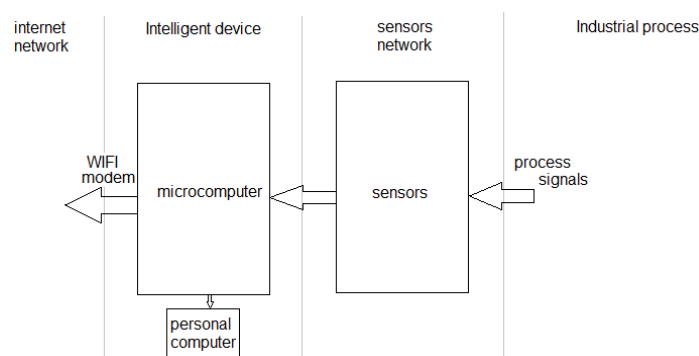 internet
network
Intelligent device
sensors
network
Industrial process
WIFI
modem
microcomputer
sensors
process
signals
personal
computer